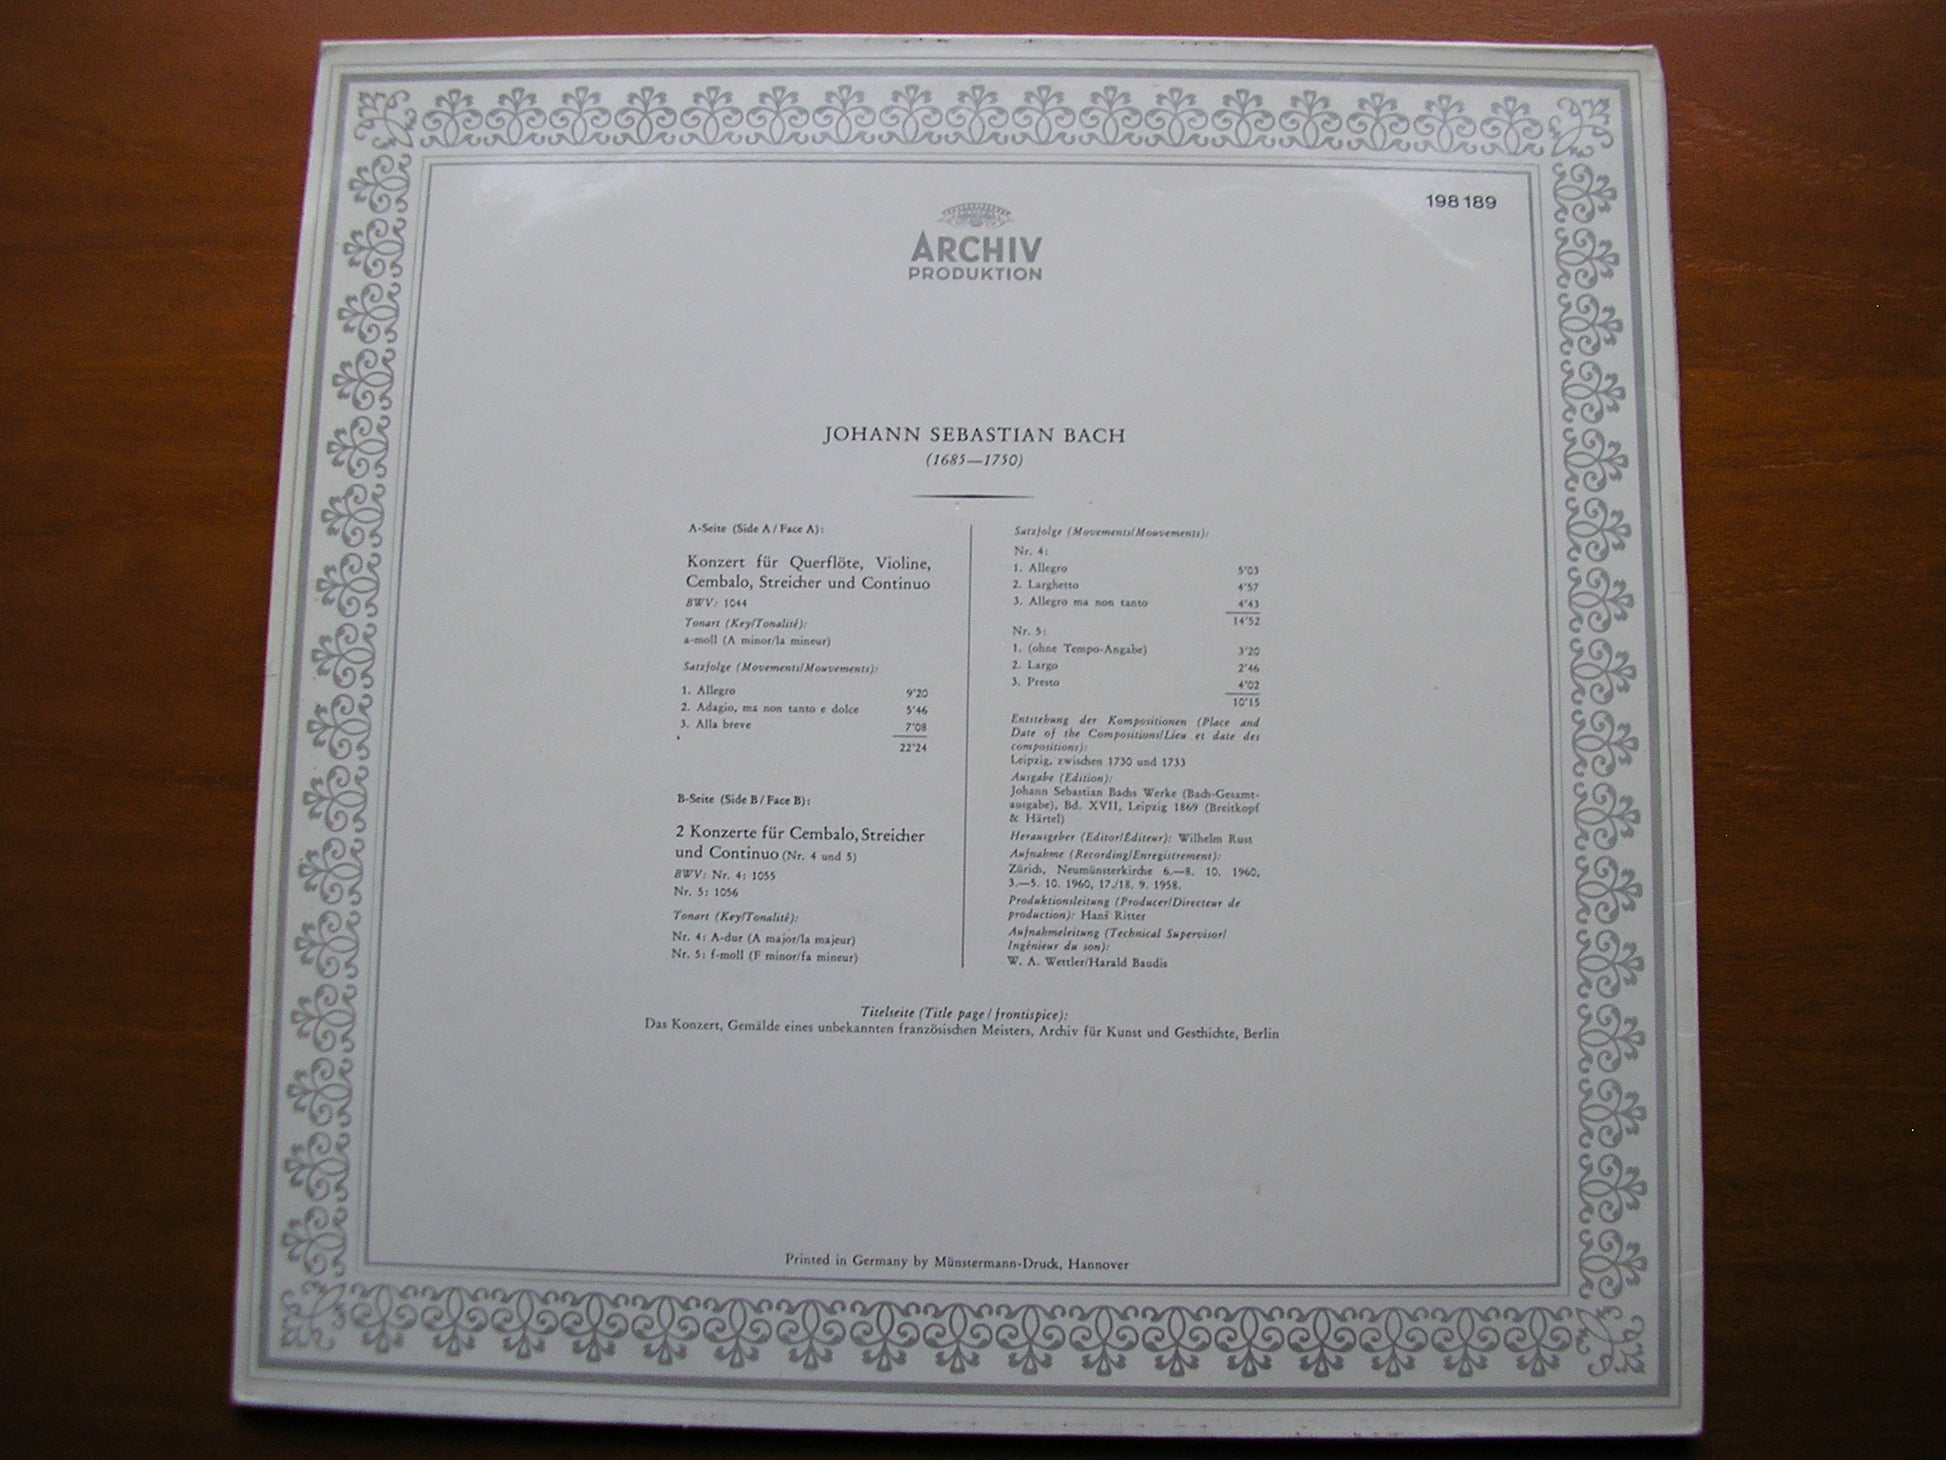 198 189
ARCHIV
PRODUKTION
JOHANN SEBASTIAN BACH
(1685—1750)
A-Seite (Side A / Face A):
Konzert für Querflöte, Violine,
Cembalo, Streicher und Continuo
BWV: 1044
Tonart (Key/Tonalité):
a-moll (A minor/la mineur)
Satzfolge (Movements/Mouvements):
1. Allegro 9'20
2. Adagio, ma non tanto e dolce 5'46
3. Alla breve 7'08
22'24
B-Seite (Side B / Face B):
2 Konzerte für Cembalo, Streicher
und Continuo (Nr. 4 und 5)
BWV: Nr. 4: 1055
Nr. 5: 1056
Tonart (Key/Tonalité):
Nr. 4: A-dur (A major/la majeur)
Nr. 5: f-moll (F minor/fa mineur)
Satzfolge (Movements/Mouvements):
Nr. 4:
1. Allegro 5'03
2. Larghetto 4'57
3. Allegro ma non tanto 4'43
14'52
Nr. 5:
1. (ohne Tempo-Angabe) 3'20
2. Largo 2'46
3. Presto 4'02
10'15
Entstehung der Kompositionen (Place and
Date of the Compositions/Lieu et date des
compositions):
Leipzig, zwischen 1730 und 1733
Ausgabe (Edition):
Johann Sebastian Bachs Werke (Bach-Gesamt-
ausgabe), Bd. XVII, Leipzig 1869 (Breitkopf
& Härtel)
Herausgeber (Editor/Éditeur): Wilhelm Rust
Aufnahme (Recording/Enregistrement):
Zürich, Neumünsterkirche 6.—8. 10. 1960,
3.—5. 10. 1960, 17./18. 9. 1958.
Produktionsleitung (Producer/Directeur de
production): Hans Ritter
Aufnahmeleitung (Technical Supervisor/
Ingénieur du son):
W. A. Wettler/Harald Baudis
Titelseite (Title page / frontispice):
Das Konzert, Gemälde eines unbekannten französischen Meisters, Archiv für Kunst und Geschichte, Berlin
Printed in Germany by Münstermann-Druck, Hannover